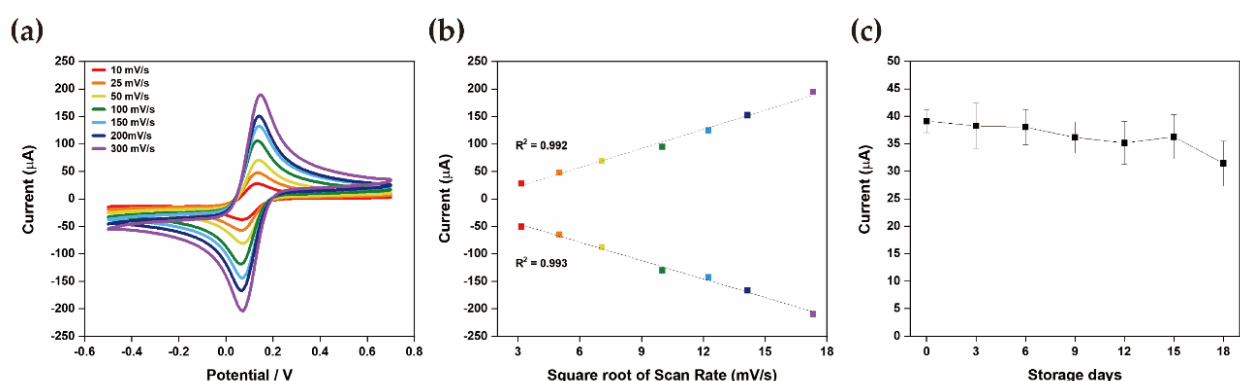 (a)
250
200
150
100
50
0
-50
-100
-150
-200
-250
Current (μA)
10 mV/s
25 mV/s
50 mV/s
100 mV/s
150 mV/s
200mV/s
300 mV/s
-0.6 -0.4 -0.2 0.0 0.2 0.4 0.6 0.8
Potential / V
(b)
250
200
150
100
50
0
-50
-100
-150
-200
-250
Current (μA)
R² = 0.992
R² = 0.993
3 6 9 12 15 18
Square root of Scan Rate (mV/s)
(c)
50
45
40
35
30
25
20
15
10
5
0
Current (μA)
0 3 6 9 12 15 18
Storage days